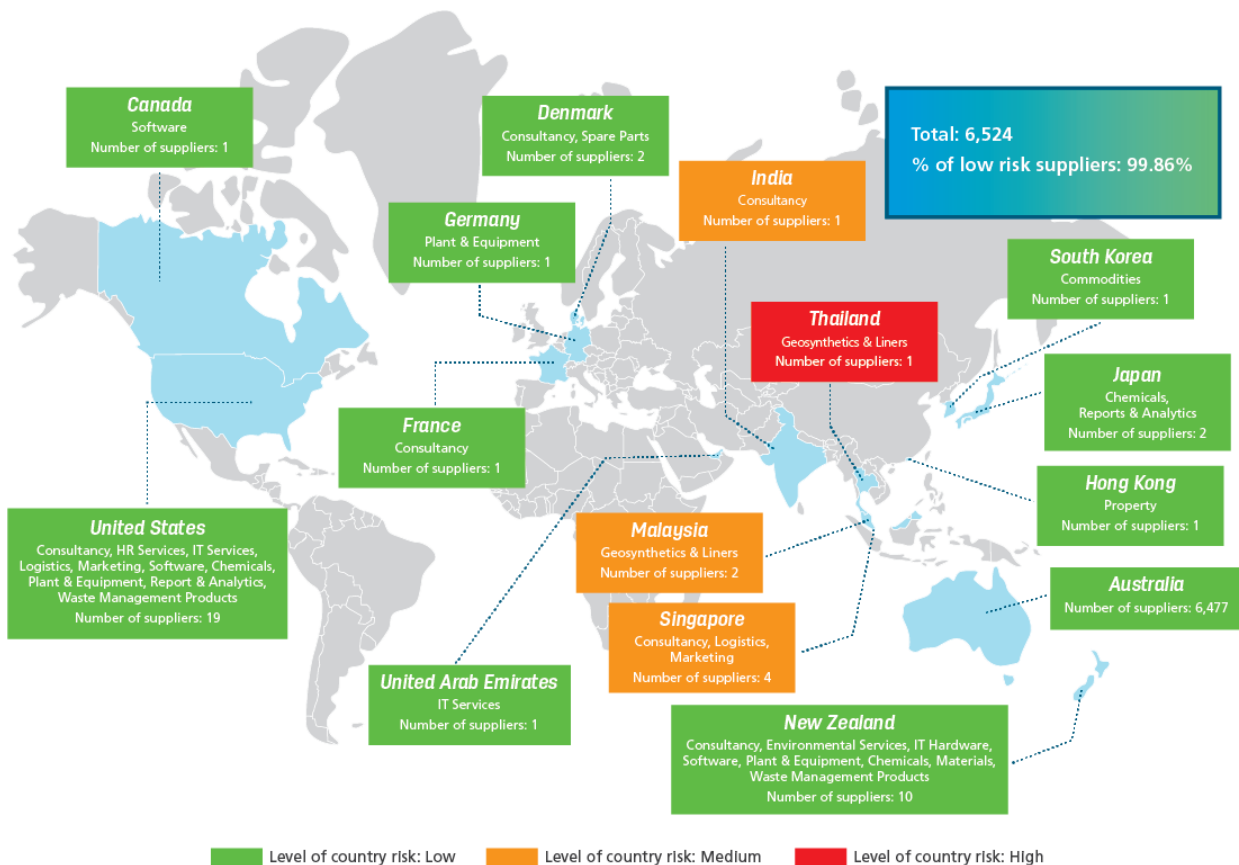 Canada
Software
Number of suppliers: 1
Denmark
Consultancy, Spare Parts
Number of suppliers: 2
Total: 6,524
% of low risk suppliers: 99.86%
India
Consultancy
Number of suppliers: 1
Germany
Plant & Equipment
Number of suppliers: 1
South Korea
Commodities
Number of suppliers: 1
Thailand
Geosynthetics & Liners
Number of suppliers: 1
Japan
Chemicals,
Reports & Analytics
Number of suppliers: 2
France
Consultancy
Number of suppliers: 1
Hong Kong
Property
Number of suppliers: 1
United States
Consultancy, HR Services, IT Services,
Logistics, Marketing, Software, Chemicals,
Plant & Equipment, Report & Analytics,
Waste Management Products
Number of suppliers: 19
Malaysia
Geosynthetics & Liners
Number of suppliers: 2
Australia
Number of suppliers: 6,477
Singapore
Consultancy, Logistics,
Marketing
Number of suppliers: 4
United Arab Emirates
IT Services
Number of suppliers: 1
New Zealand
Consultancy, Environmental Services, IT Hardware,
Software, Plant & Equipment, Chemicals, Materials,
Waste Management Products
Number of suppliers: 10
Level of country risk: Low
Level of country risk: Medium
Level of country risk: High